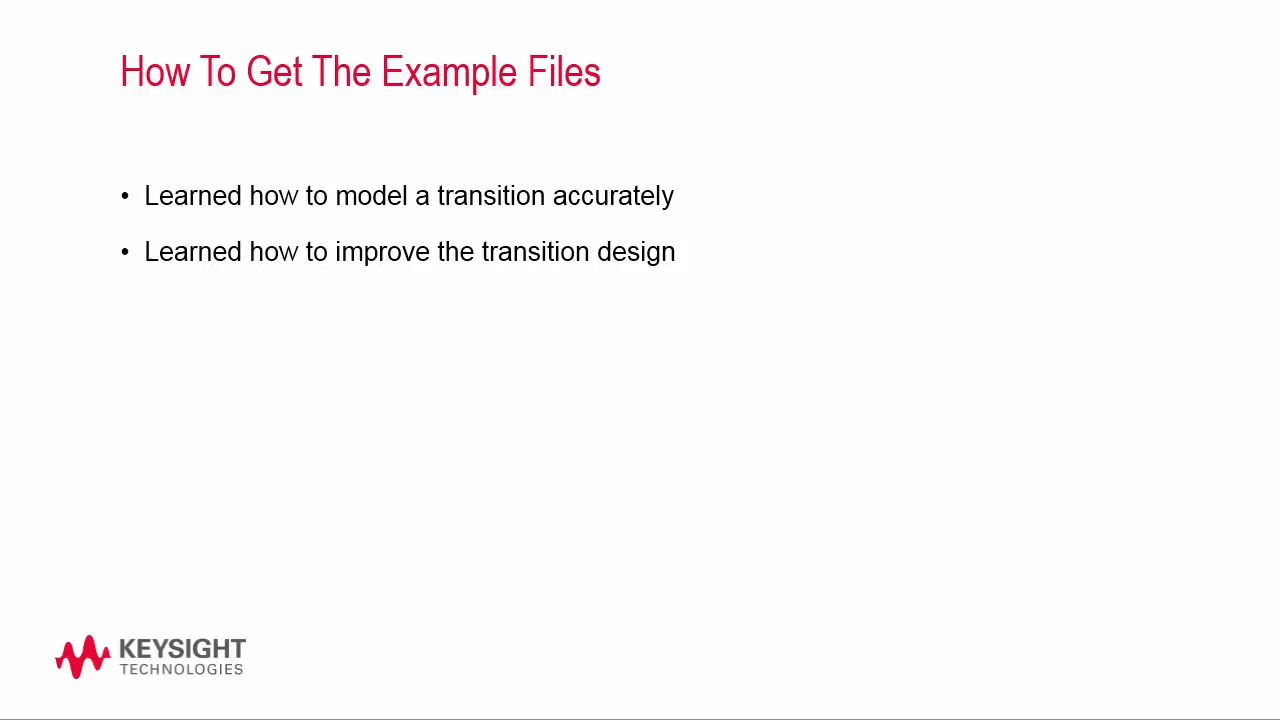 How To Get The Example Files
• Learned how to model a transition accurately
• Learned how to improve the transition design
KEYSIGHT
TECHNOLOGIES